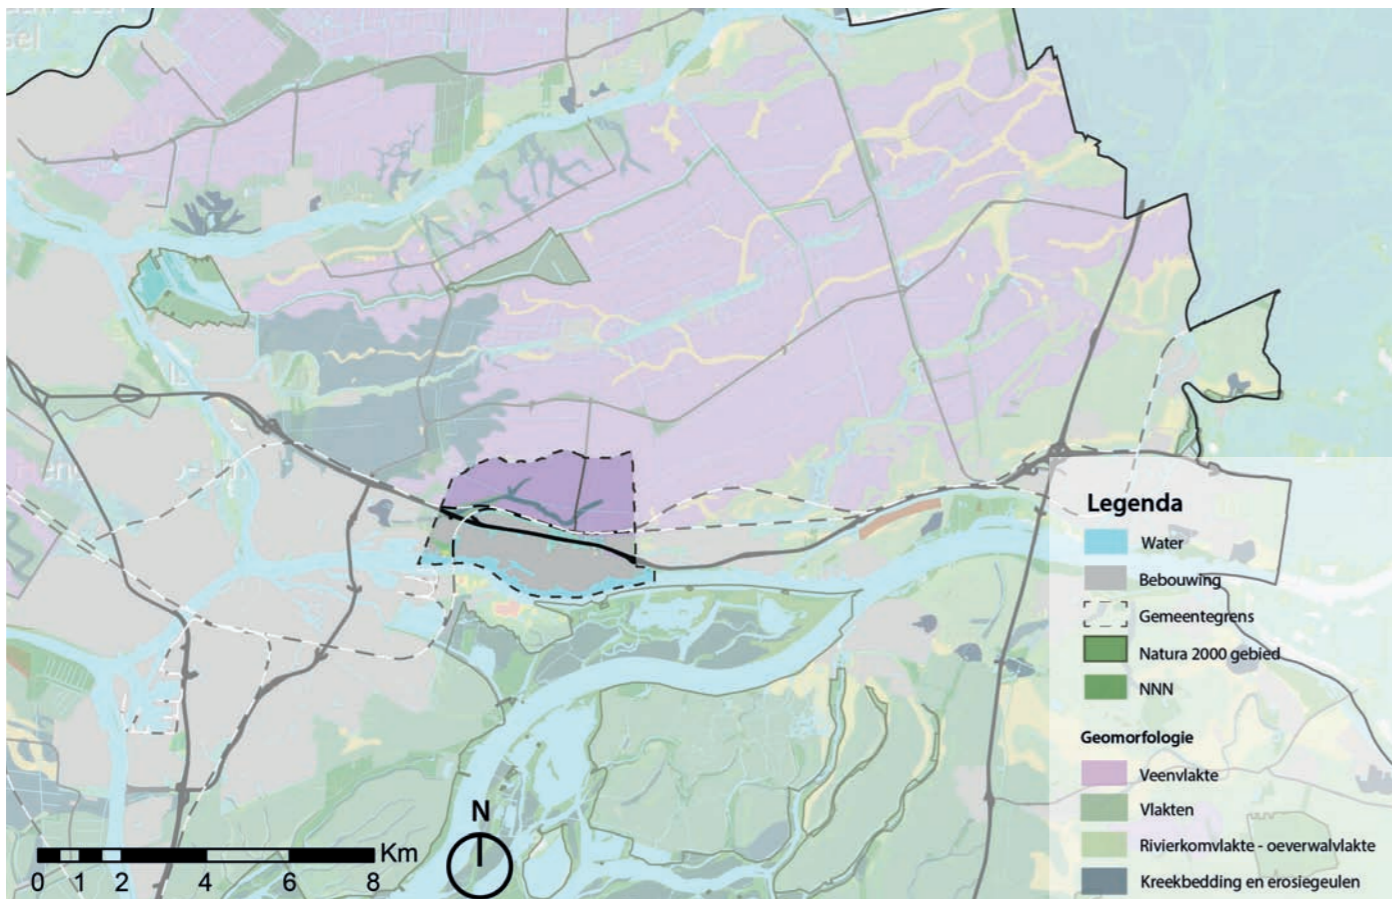 sel
Legenda
Water
Bebouwing
Gemeentegrens
Natura 2000 gebied
NNN
Geomorfologie
Veenvlakte
Vlakten
Rivierkomvlakte - oeverwalvlakte
Kreekbedding en erosiegeulen
N
Km
0 1 2 4 6 8